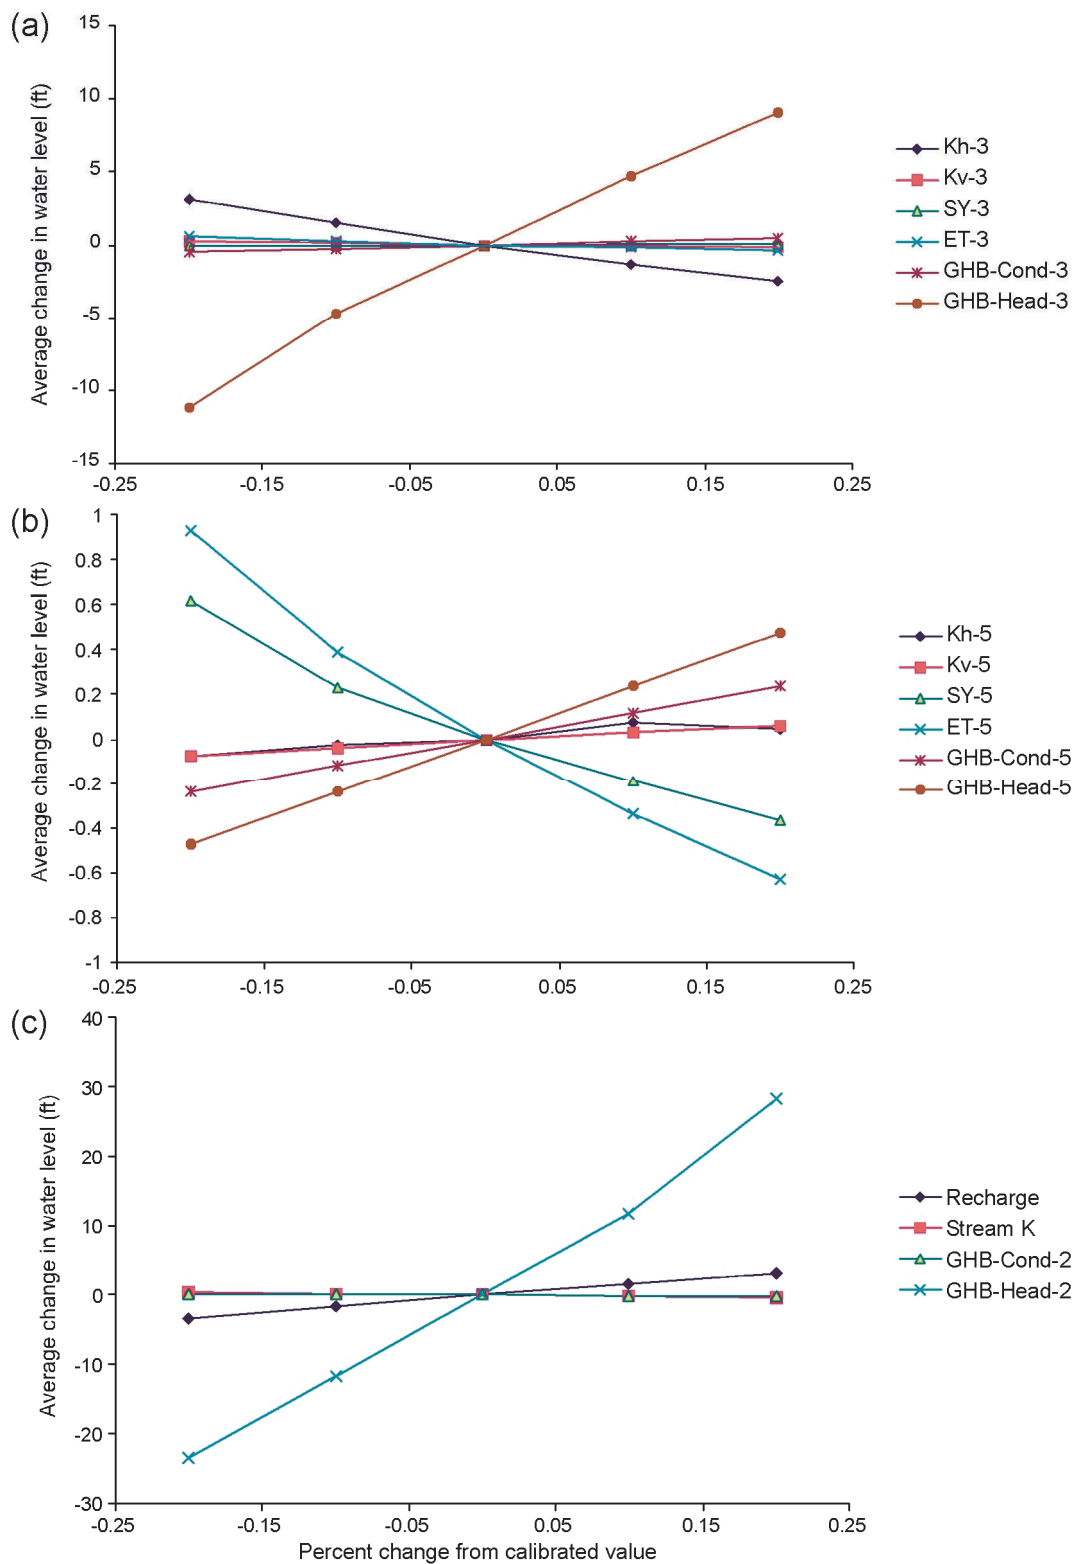 (a)
Average change in water level (ft)
15
10
5
0
-5
-10
-15
-0.25 -0.15 -0.05 0.05 0.15 0.25
Kh-3
Kv-3
SY-3
ET-3
GHB-Cond-3
GHB-Head-3
(b)
Average change in water level (ft)
1
0.8
0.6
0.4
0.2
0
-0.2
-0.4
-0.6
-0.8
-1
-0.25 -0.15 -0.05 0.05 0.15 0.25
Kh-5
Kv-5
SY-5
ET-5
GHB-Cond-5
GHB-Head-5
(c)
Average change in water level (ft)
40
30
20
10
0
-10
-20
-30
-0.25 -0.15 -0.05 0.05 0.15 0.25
Percent change from calibrated value
Recharge
Stream K
GHB-Cond-2
GHB-Head-2